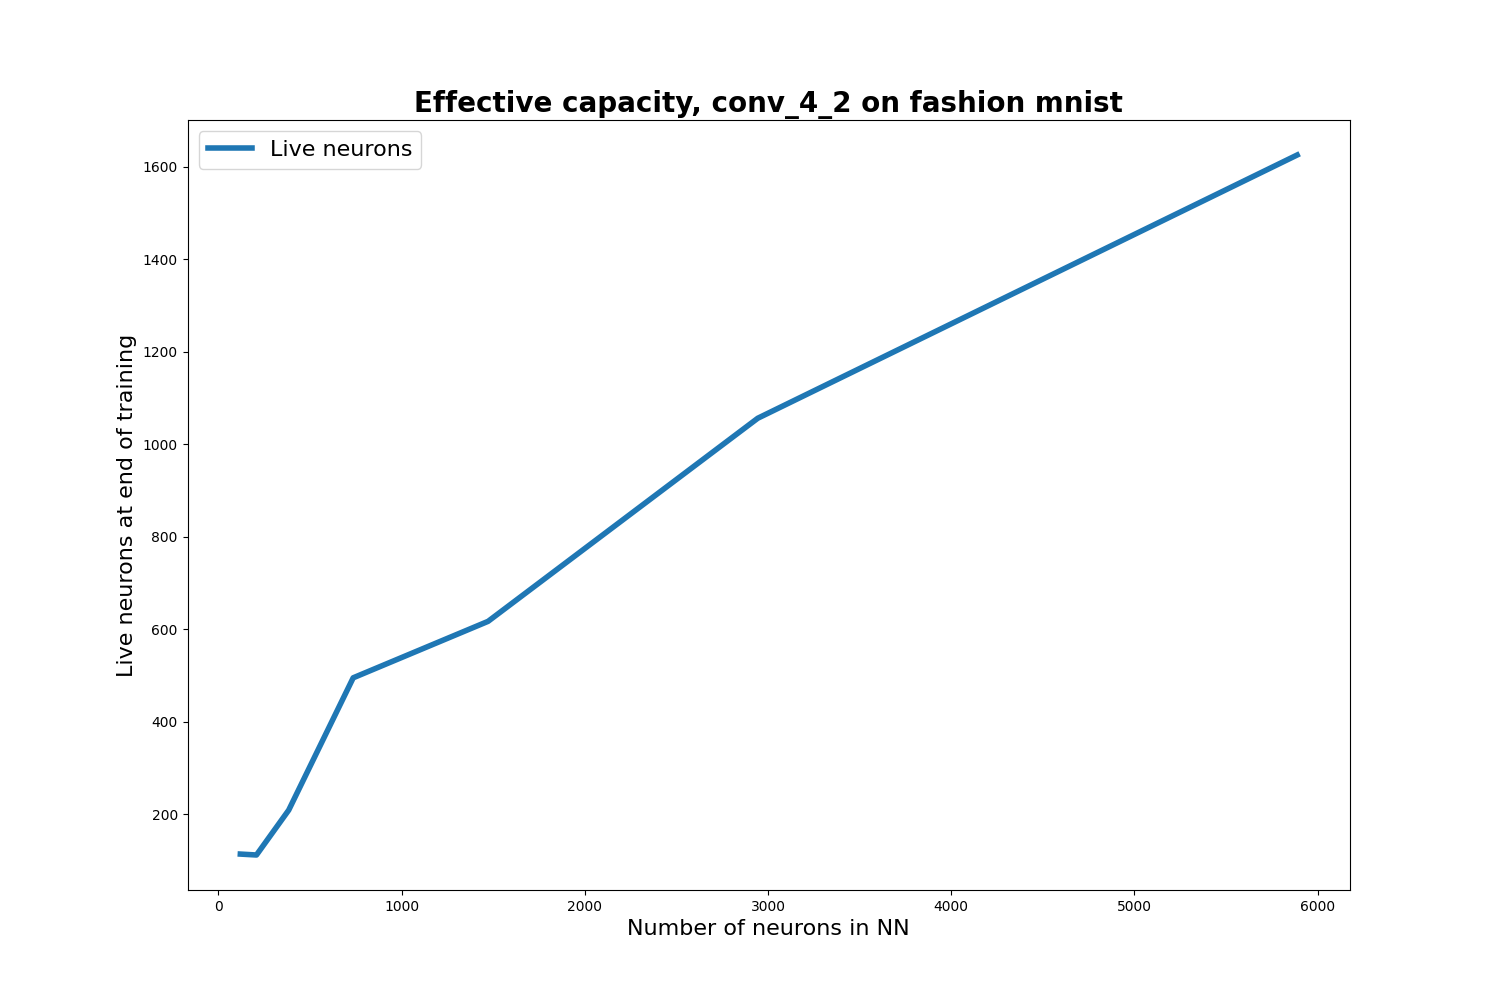 Effective capacity, conv_4_2 on fashion mnist
Live neurons
1600
1400
1200
1000
800
600
400
200
Live neurons at end of training
0 1000 2000 3000 4000 5000 6000
Number of neurons in NN